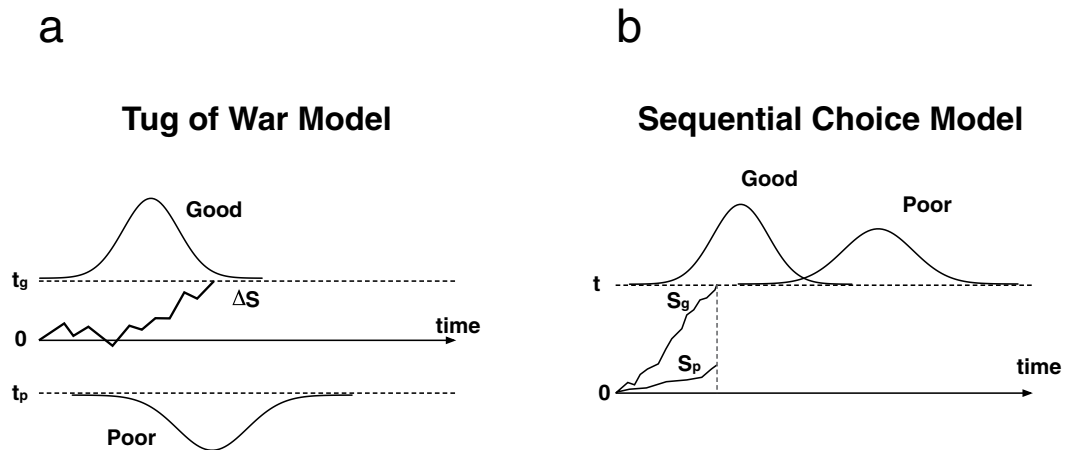 a
Tug of War Model
Good
tg
ΔS
0
time
tp
Poor
b
Sequential Choice Model
Good
Poor
t
Sg
Sp
0
time